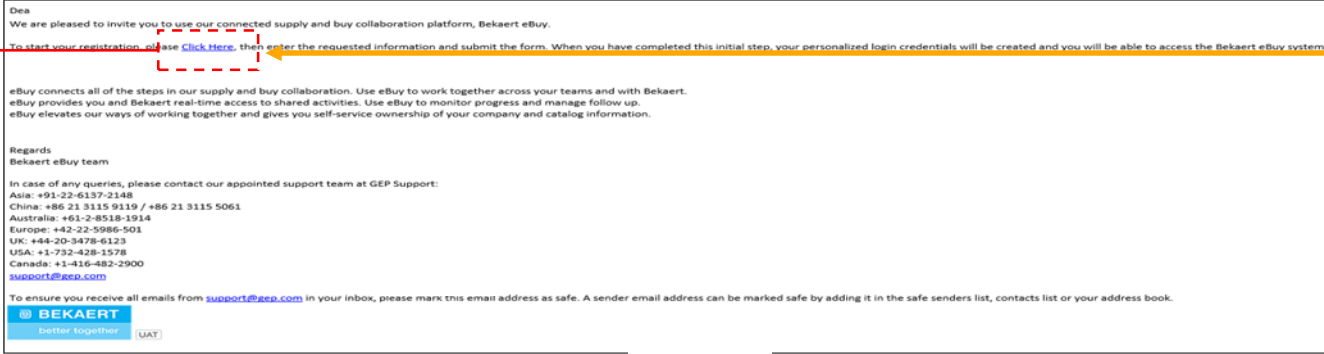 Dea
We are pleased to invite you to use our connected supply and buy collaboration platform, Bekaert eBuy.
To start your registration, please Click Here, then enter the requested information and submit the form. When you have completed this initial step, your personalized login credentials will be created and you will be able to access the Bekaert eBuy system
eBuy connects all of the steps in our supply and buy collaboration. Use eBuy to work together across your teams and with Bekaert.
eBuy provides you and Bekaert real-time access to shared activities. Use eBuy to monitor progress and manage follow up.
eBuy elevates our ways of working together and gives you self-service ownership of your company and catalog information.
Regards
Bekaert eBuy team
In case of any queries, please contact our appointed support team at GEP Support:
Asia: +91-22-6137-2148
China: +86 21 3115 9119 / +86 21 3115 5061
Australia: +61-2-8518-1914
Europe: +42-22-5986-501
UK: +44-20-3478-6123
USA: +1-732-428-1578
Canada: +1-416-482-2900
support@gep.com
To ensure you receive all emails from support@gep.com in your inbox, please mark this email address as safe. A sender email address can be marked safe by adding it in the safe senders list, contacts list or your address book.
BEKAERT
better together
UAT